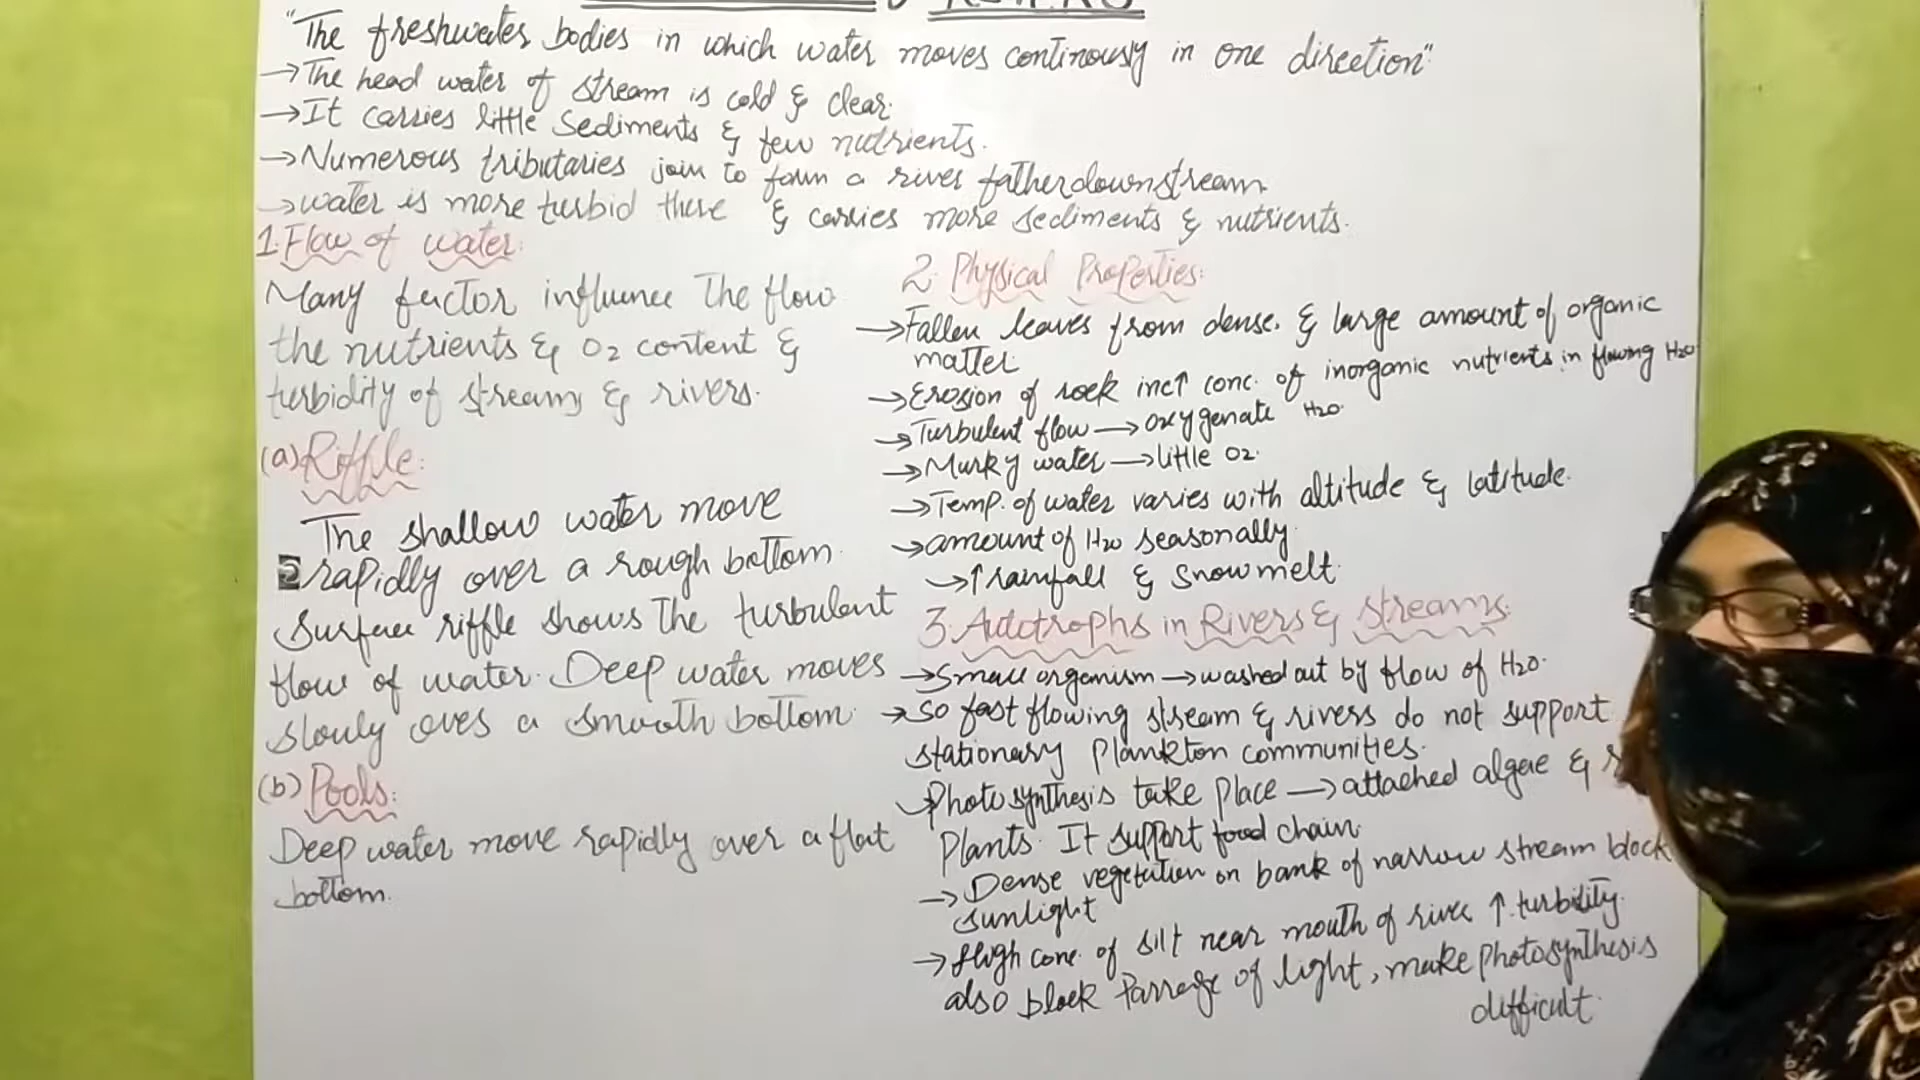 "The freshwater bodies in which water moves continously in one direction"
→The head water of stream is cold & clear.
→It carries little sediments & few nutrients.
→Numerous tributaries join to form a river fatherdownstream
→water is more turbid there & carries more sediments & nutrients.
1. Flow of water:
Many factor influence The flow
the nutrients & O2 content &
turbidity of streams & rivers.
(a) Riffle:
The shallow water move
rapidly over a rough bottom
Surface riffle shows The turbulent
flow of water. Deep water moves
slowly over a smooth bottom
(b) Pools:
Deep water move rapidly over a flat
bottom.
2. Physical Properties:
→Fallen leaves from dense. & large amount of organic
matter
→Erosion of rock inc↑ conc. of inorganic nutrients in flowing H2O
→Turbulent flow → oxygenate H2O
→Murky water → little O2.
→Temp. of water varies with altitude & latitude.
→amount of H2O seasonally
→↑rainfall & snowmelt
3. Autotrophs in Rivers & streams
→Small organism → washed out by flow of H2O.
→So fast flowing stream & rivers do not support
stationary plankton communities.
→Photosynthesis take place → attached algae &
Plants. It support food chain
→Dense vegetation on bank of narrow stream block
sunlight
→High conc. of silt near mouth of river ↑ turbidity
also block of light, make photosynthesis
difficult.